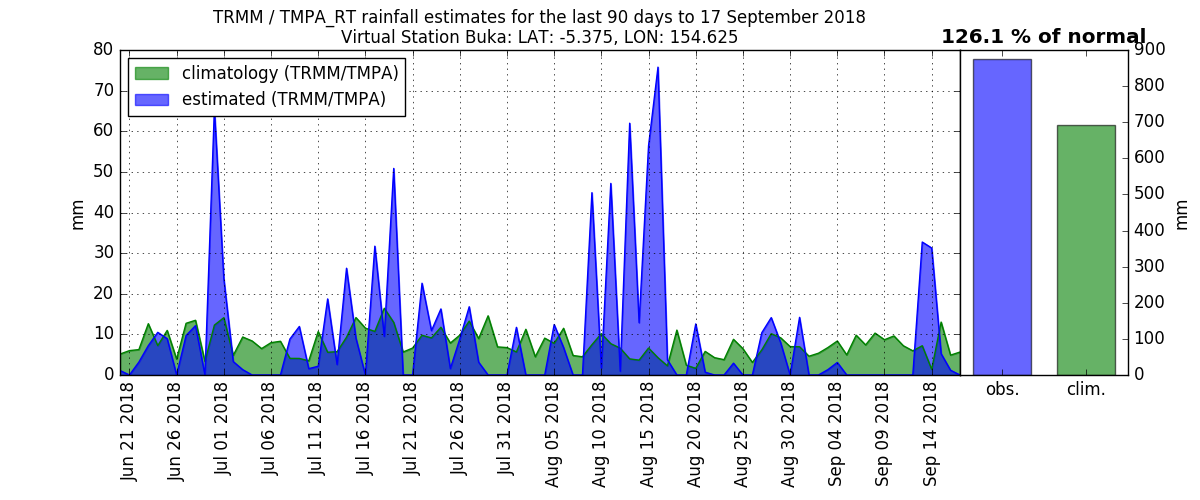 TRMM / TMPA_RT rainfall estimates for the last 90 days to 17 September 2018
Virtual Station Buka: LAT: -5.375, LON: 154.625
126.1 % of normal
climatology (TRMM/TMPA)
estimated (TRMM/TMPA)
80
70
60
50
40
30
20
10
0
mm
Jun 21 2018
Jun 26 2018
Jul 01 2018
Jul 06 2018
Jul 11 2018
Jul 16 2018
Jul 21 2018
Jul 26 2018
Jul 31 2018
Aug 05 2018
Aug 10 2018
Aug 15 2018
Aug 20 2018
Aug 25 2018
Aug 30 2018
Sep 04 2018
Sep 09 2018
Sep 14 2018
obs.
clim.
900
800
700
600
500
400
300
200
100
0
mm